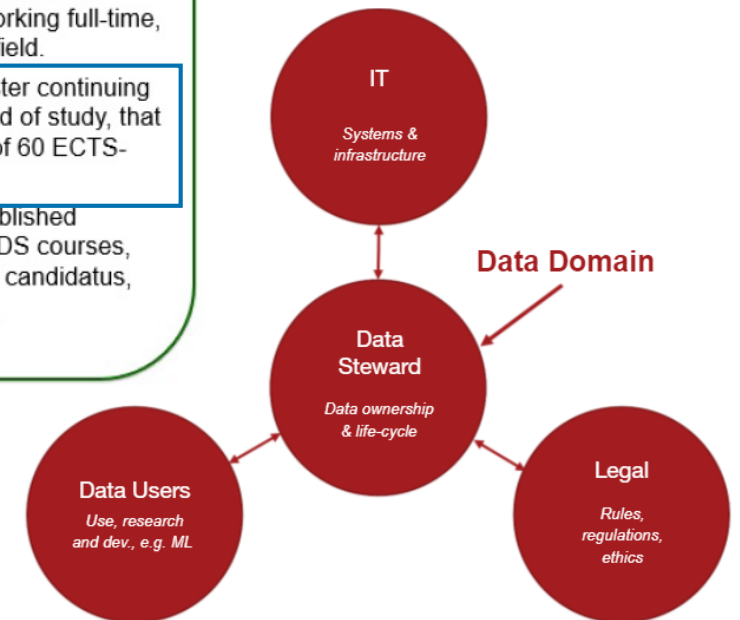 orking full-time,
ield.
ter continuing
d of study, that
of 60 ECTS-
blished
DS courses,
candidatus,
IT
Systems &
infrastructure
Data Domain
Data
Steward
Data ownership
& life-cycle
Data Users
Use, research
and dev., e.g. ML
Legal
Rules,
regulations,
ethics